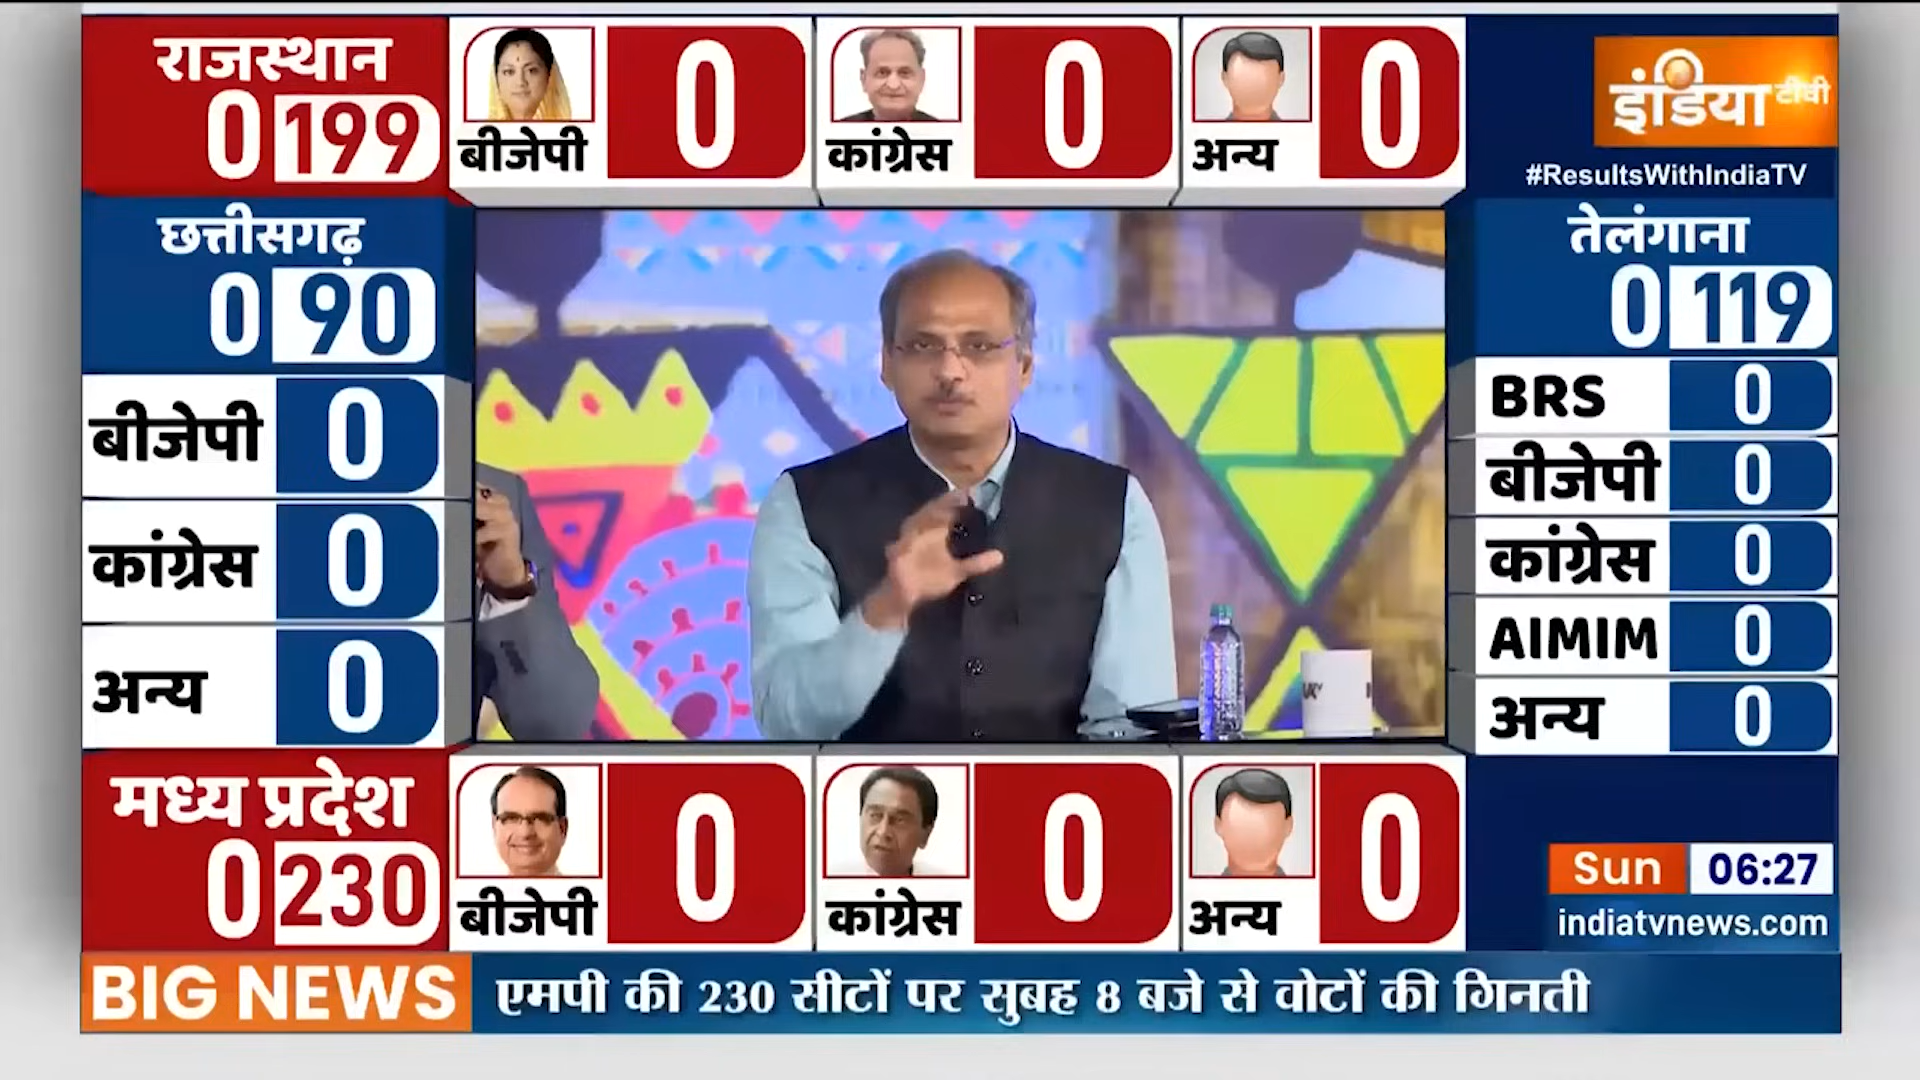 राजस्थान
0 199
बीजेपी 0
कांग्रेस 0
अन्य 0
इंडिया टीवी
#ResultsWithIndiaTV
छत्तीसगढ़
0 90
बीजेपी 0
कांग्रेस 0
अन्य 0
तेलंगाना
0 119
BRS 0
बीजेपी 0
कांग्रेस 0
AIMIM 0
अन्य 0
मध्य प्रदेश
0 230
बीजेपी 0
कांग्रेस 0
अन्य 0
Sun 06:27
indiatvnews.com
BIG NEWS एमपी की 230 सीटों पर सुबह 8 बजे से वोटों की गिनती